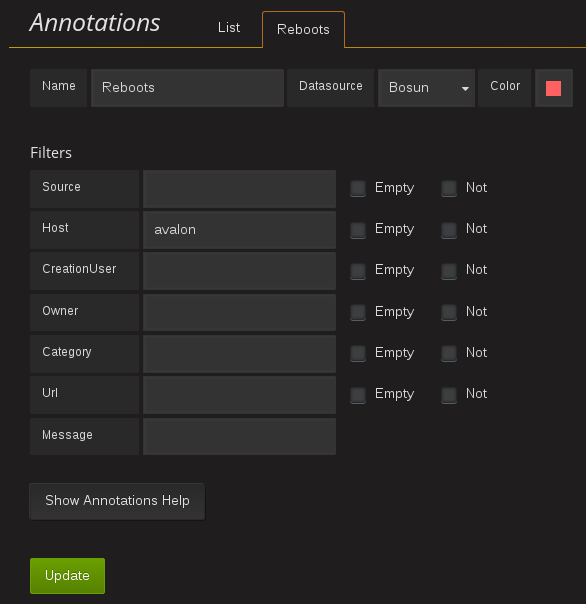 Annotations List Reboots
Name Reboots Datasource Bosun Color
Filters
Source Empty Not
Host avalon Empty Not
CreationUser Empty Not
Owner Empty Not
Category Empty Not
Url Empty Not
Message
Show Annotations Help
Update